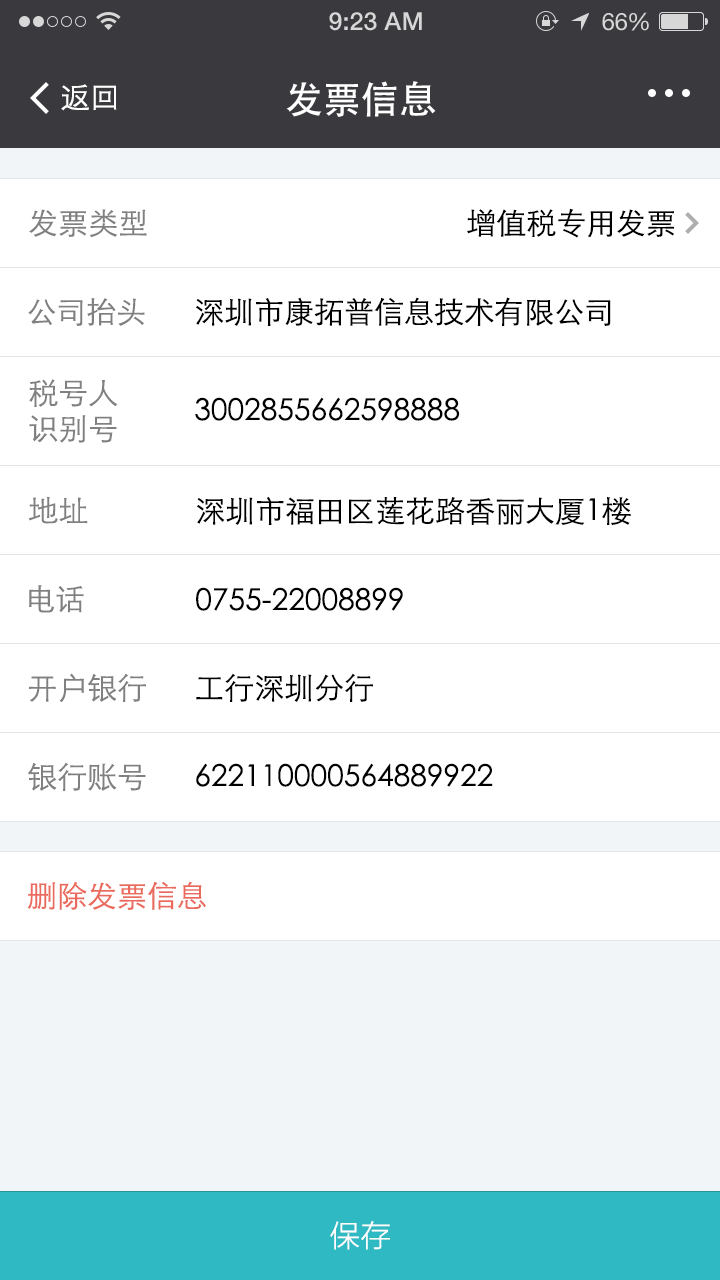 9:23 AM 66%
返回 发票信息
发票类型 增值税专用发票
公司抬头 深圳市康拓普信息技术有限公司
税号人
识别号 3002855662598888
地址 深圳市福田区莲花路香丽大厦1楼
电话 0755-22008899
开户银行 工行深圳分行
银行账号 622110000564889922
删除发票信息
保存